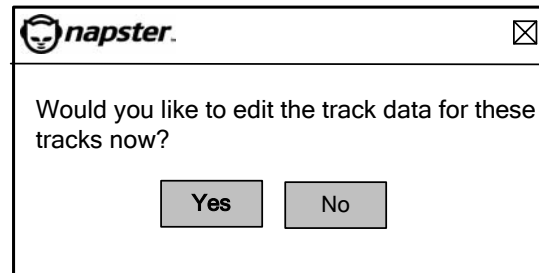 napster.
Would you like to edit the track data for these
tracks now?
Yes
No